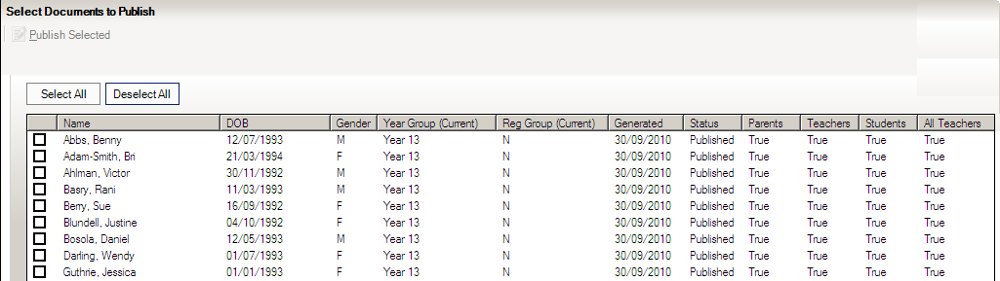 Select Documents to Publish
Publish Selected
Select All Deselect All
Name DOB Gender Year Group (Current) Reg Group (Current) Generated Status Parents Teachers Students All Teachers
Abbs, Benny 12/07/1993 M Year 13 N 30/09/2010 Published True True True True
Adam-Smith, Bri 21/03/1994 F Year 13 N 30/09/2010 Published True True True True
Ahlman, Victor 30/11/1992 M Year 13 N 30/09/2010 Published True True True True
Basry, Rani 11/03/1993 M Year 13 N 30/09/2010 Published True True True True
Berry, Sue 16/09/1992 F Year 13 N 30/09/2010 Published True True True True
Blundell, Justine 04/10/1992 F Year 13 N 30/09/2010 Published True True True True
Bosola, Daniel 12/05/1993 M Year 13 N 30/09/2010 Published True True True True
Darling, Wendy 01/07/1993 F Year 13 N 30/09/2010 Published True True True True
Guthrie, Jessica 01/01/1993 F Year 13 N 30/09/2010 Published True True True True